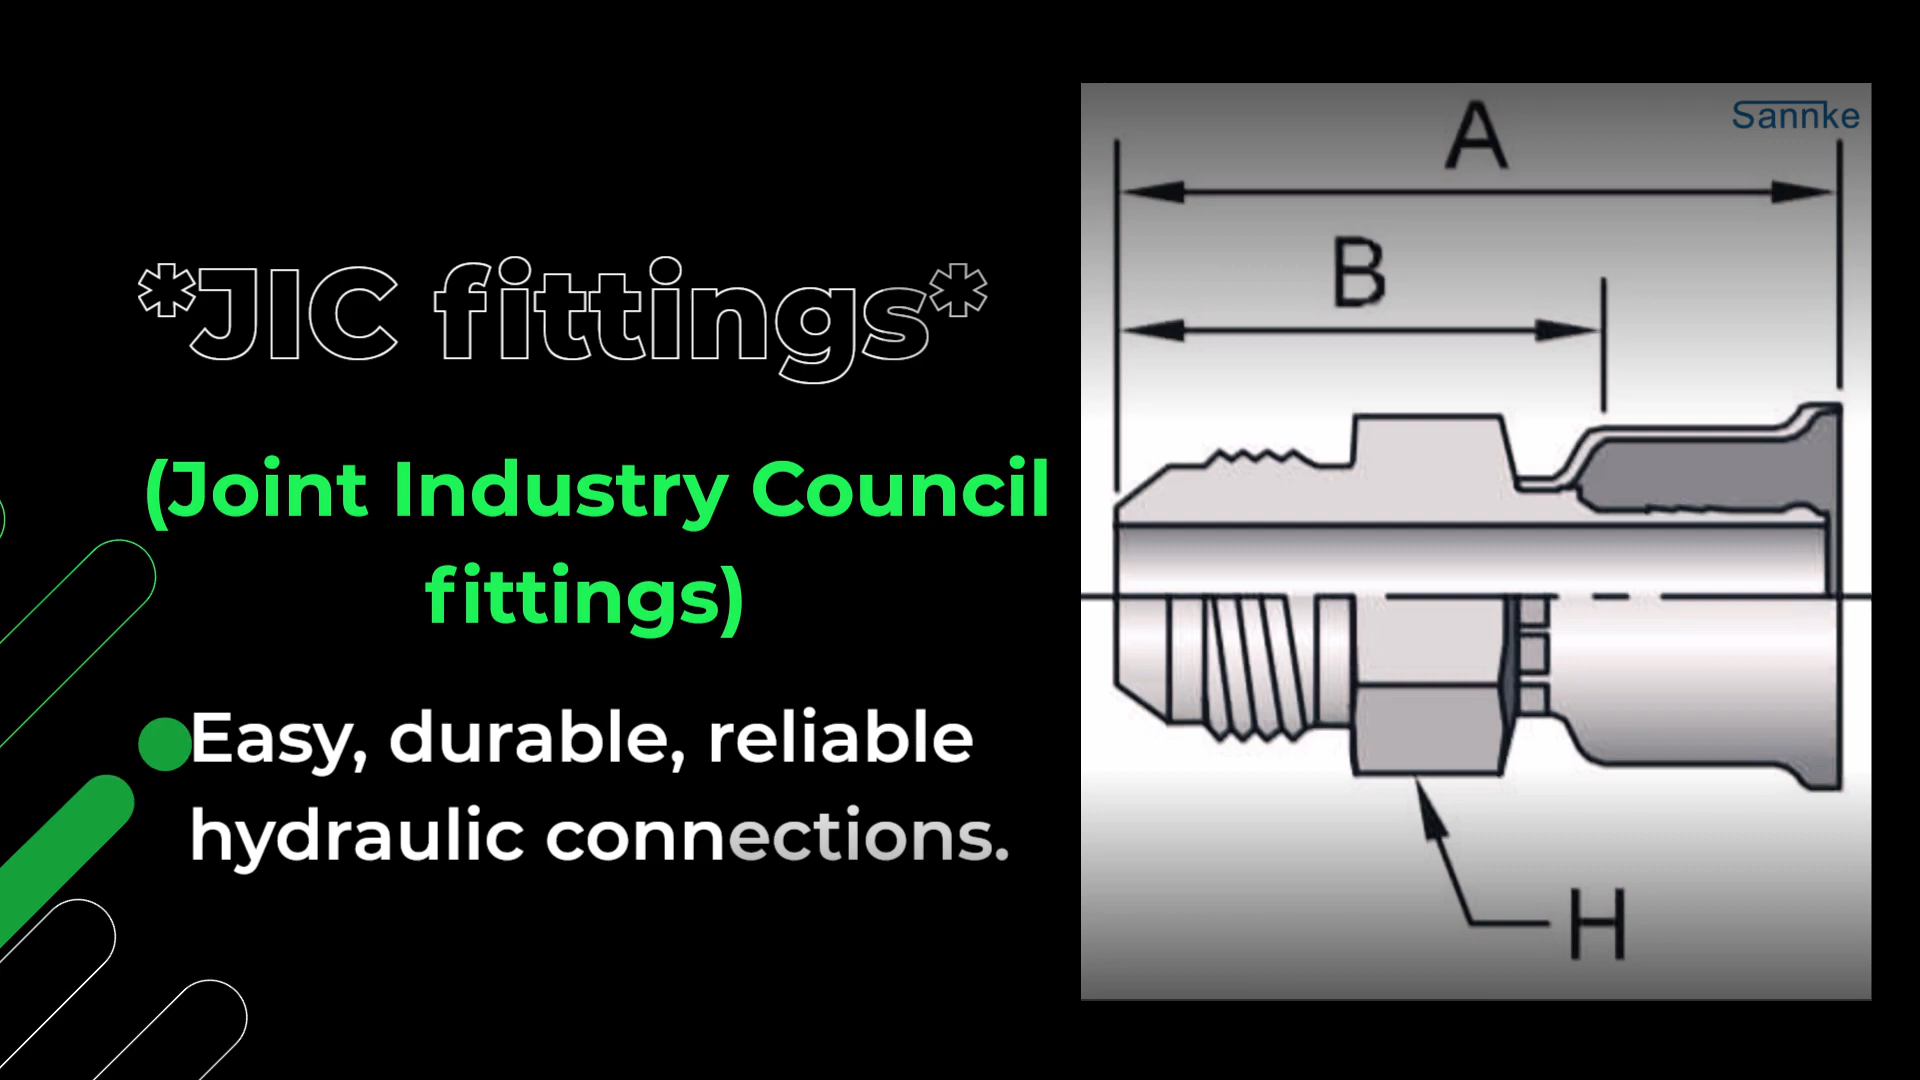 *JIC fittings*
(Joint Industry Council
fittings)
Easy, durable, reliable
hydraulic connections.
Sannke
A
B
H